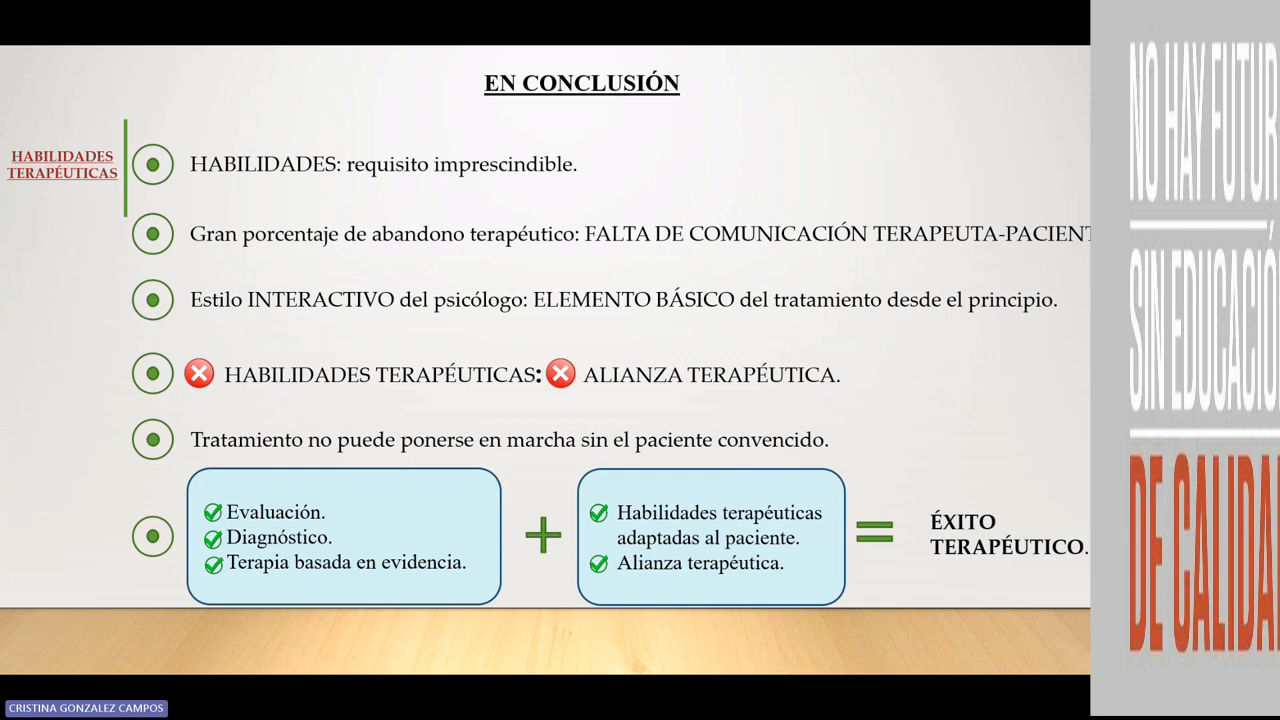 EN CONCLUSIÓN
HABILIDADES
TERAPÉUTICAS
HABILIDADES: requisito imprescindible.
Gran porcentaje de abandono terapéutico: FALTA DE COMUNICACIÓN TERAPEUTA-PACIENT
Estilo INTERACTIVO del psicólogo: ELEMENTO BÁSICO del tratamiento desde el principio.
HABILIDADES TERAPÉUTICAS: ALIANZA TERAPÉUTICA.
Tratamiento no puede ponerse en marcha sin el paciente convencido.
Evaluación.
Diagnóstico.
Terapia basada en evidencia.
+
Habilidades terapéuticas
adaptadas al paciente.
Alianza terapéutica.
=
ÉXITO
TERAPÉUTICO.
NO HAY FUTUR
SIN EDUCACIÓ
DE CALIDA
CRISTINA GONZALEZ CAMPOS